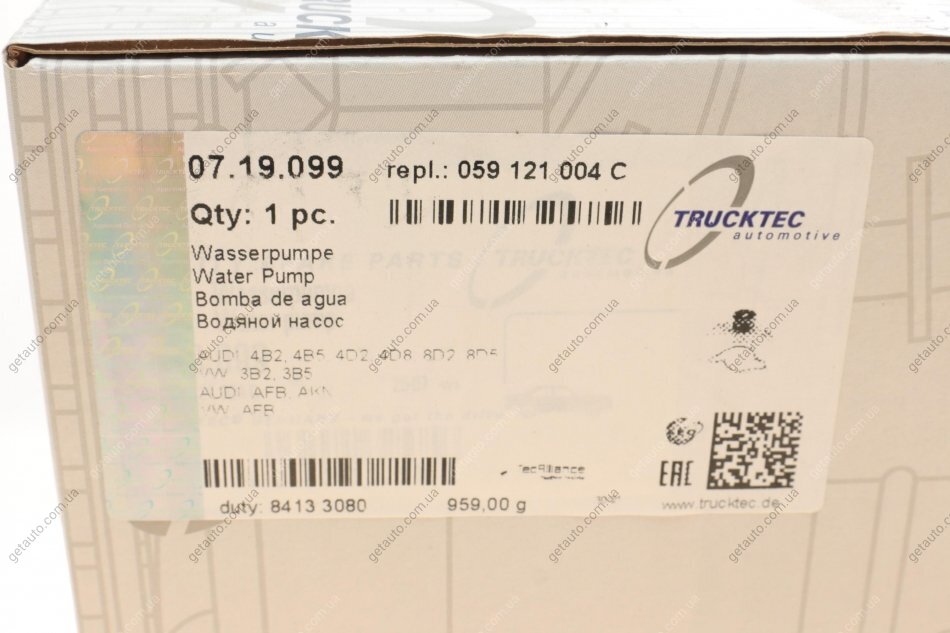 07.19.099 repl.: 059 121 004 C
Qty: 1 pc.
TRUCKTEC
automotive
Wasserpumpe
Water Pump
Bomba de agua
Водяной насос
AUDI 4B2, 4B5, 4D2, 4D8, 8D2, 8D5
VW 3B2, 3B5
AUDI: AFB, AKN
VW: AFB
TecAlliance
EAC
duty: 8413 3080 959,00 g
www.trucktec.de
getauto.com.ua